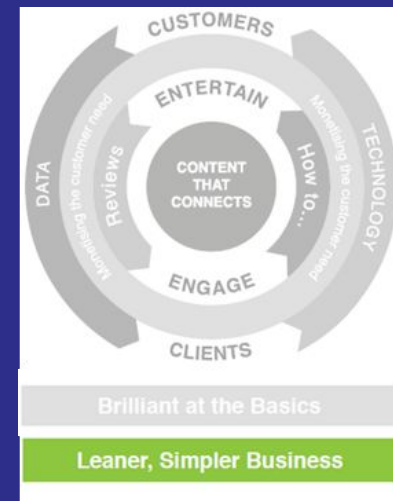 CUSTOMERS
ENTERTAIN
DATA
Monetising the customer need
Reviews
CONTENT
THAT
CONNECTS
How to...
Monetising the customer need
TECHNOLOGY
ENGAGE
CLIENTS
Brilliant at the Basics
Leaner, Simpler Business